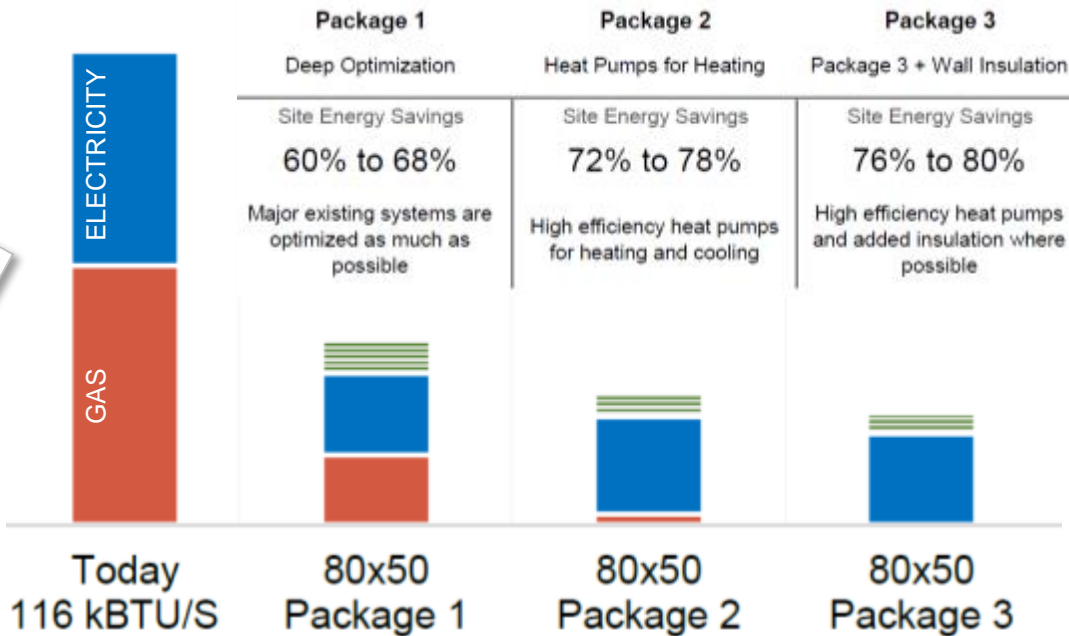 ELECTRICITY
GAS
Package 1
Deep Optimization
Site Energy Savings
60% to 68%
Major existing systems are
optimized as much as
possible
Package 2
Heat Pumps for Heating
Site Energy Savings
72% to 78%
High efficiency heat pumps
for heating and cooling
Package 3
Package 3 + Wall Insulation
Site Energy Savings
76% to 80%
High efficiency heat pumps
and added insulation where
possible
Today
116 kBTU/S
80x50
Package 1
80x50
Package 2
80x50
Package 3